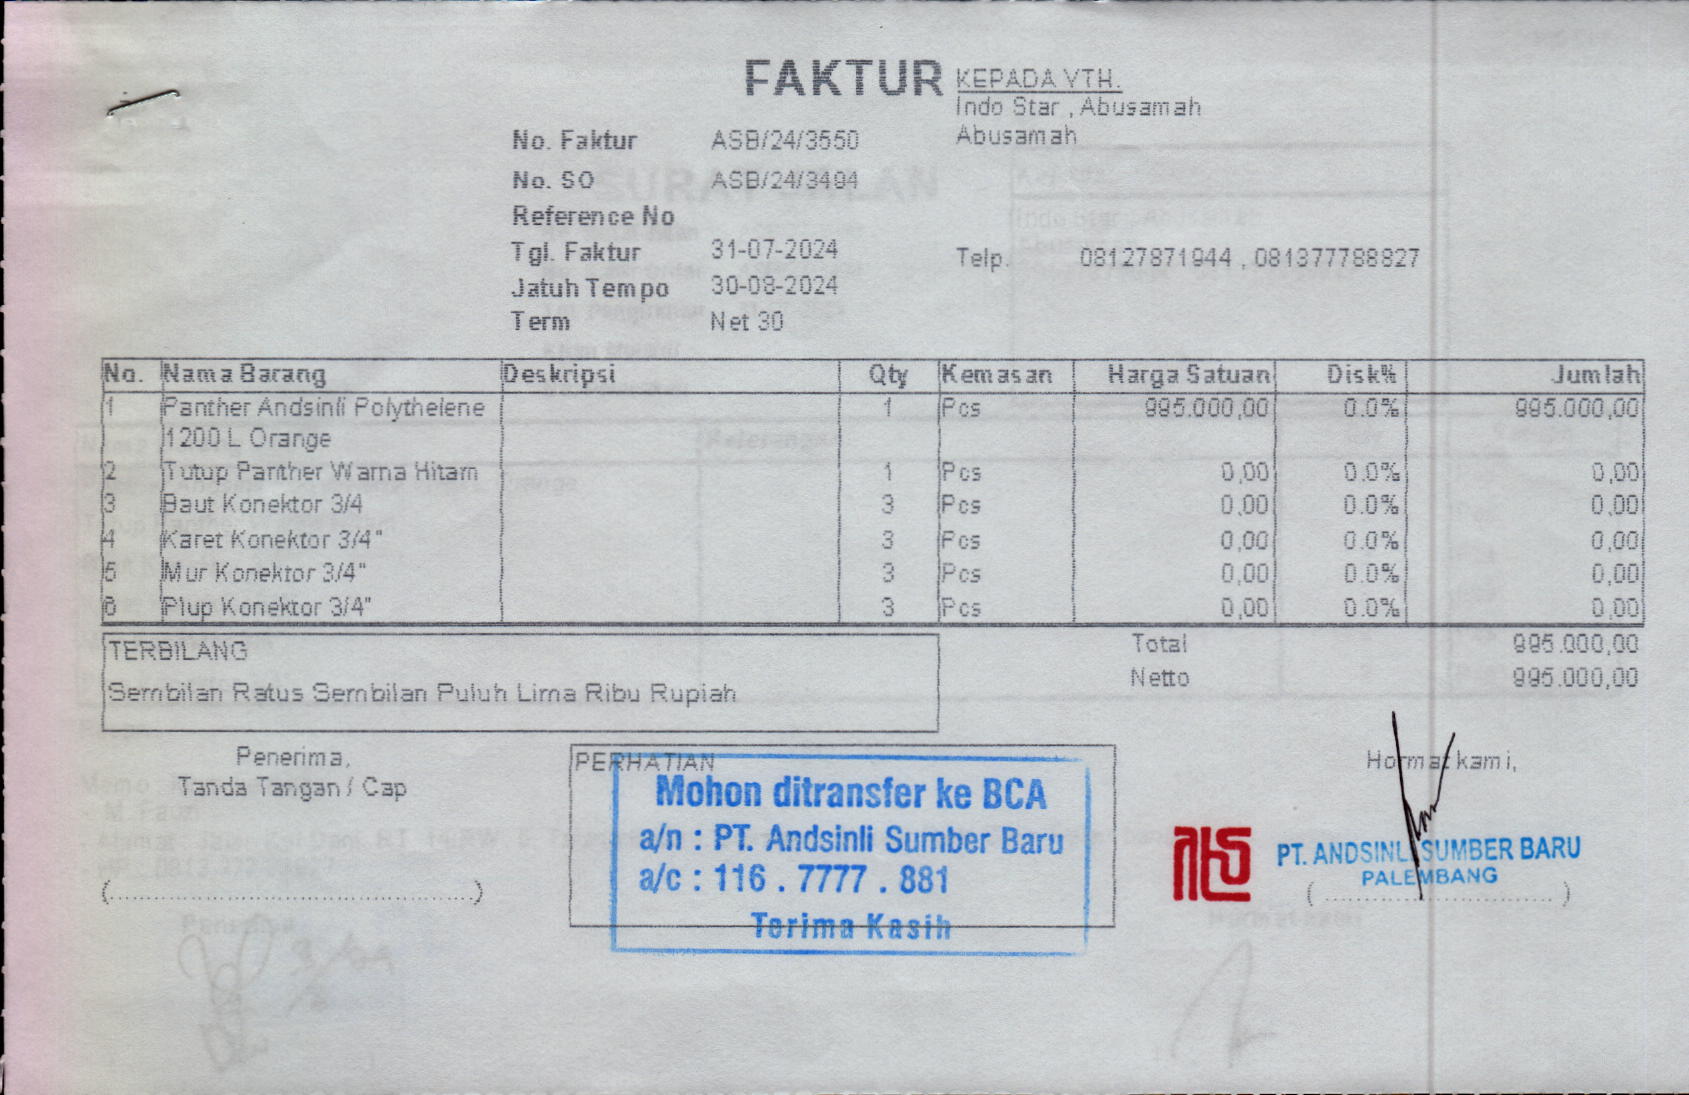 FAKTUR
KEPADA YTH.
Indo Star , Abusamah
Abusamah
No. Faktur ASB/24/3550
No. SO ASB/24/3494
Reference No
Tgl. Faktur 31-07-2024
Telp. 08127871944 , 081377788827
Jatuh Tempo 30-08-2024
Term Net 30
No. Nama Barang Deskripsi Qty Kemasan Harga Satuan Disk% Jumlah
1 Panther Andsinli Polythelene 1 Pcs 995.000,00 0.0% 995.000,00
1200 L Orange
2 Tutup Panther Warna Hitam 1 Pcs 0,00 0.0% 0,00
3 Baut Konektor 3/4 3 Pcs 0,00 0.0% 0,00
4 Karet Konektor 3/4" 3 Pcs 0,00 0.0% 0,00
5 Mur Konektor 3/4" 3 Pcs 0,00 0.0% 0,00
6 Plup Konektor 3/4" 3 Pcs 0,00 0.0% 0,00
TERBILANG
Sembilan Ratus Sembilan Puluh Lima Ribu Rupiah
Total 995.000,00
Netto 995.000,00
Penerima,
Tanda Tangan / Cap
(..................................................)
PERHATIAN
Mohon ditransfer ke BCA
a/n : PT. Andsinli Sumber Baru
a/c : 116 . 7777 . 881
Terima Kasih
Hormat kami,
PT. ANDSINLI SUMBER BARU
PALEMBANG
(................................)